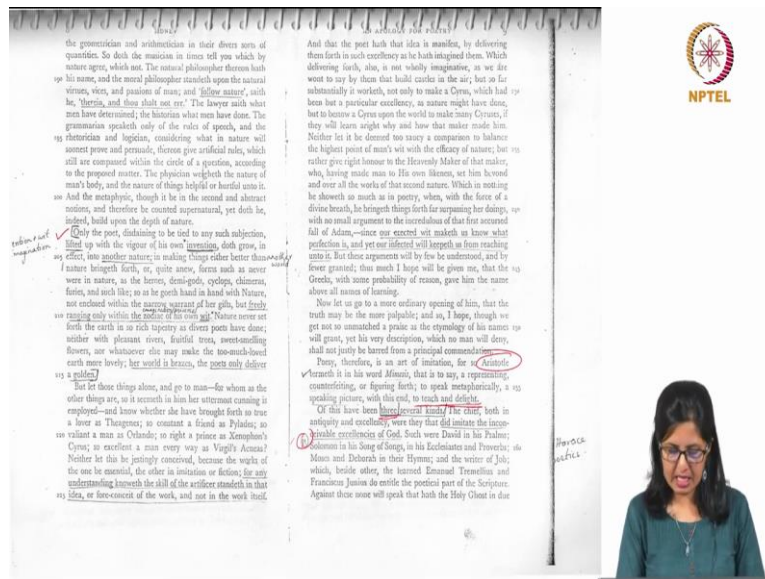 SIDNEY
the geometrician and arithmetician in their divers sorts of
quantities. So doth the musician in times tell you which by
nature agree, which not. The natural philosopher thereon hath
190 his name, and the moral philosopher standeth upon the natural
virtues, vices, and passions of man; and 'follow nature', saith
he, 'therein, and thou shalt not err.' The lawyer saith what
men have determined; the historian what men have done. The
grammarian speaketh only of the rules of speech, and the
195 rhetorician and logician, considering what in nature will
soonest prove and persuade, thereon give artificial rules, which
still are compassed within the circle of a question, according
to the proposed matter. The physician weigheth the nature of
man's body, and the nature of things helpful or hurtful unto it.
200 And the metaphysic, though it be in the second and abstract
notions, and therefore be counted supernatural, yet doth he,
indeed, build upon the depth of nature.
Only the poet, disdaining to be tied to any such subjection,
lifted up with the vigour of his own invention, doth grow, in
205 effect, into another nature; in making things either better than
nature bringeth forth, or, quite anew, forms such as never
were in nature, as the heroes, demi-gods, cyclops, chimeras,
furies, and such like; so as he goeth hand in hand with Nature,
not enclosed within the narrow warrant of her gifts, but freely
210 ranging only within the zodiac of his own wit. Nature never set
forth the earth in so rich tapestry as divers poets have done;
neither with pleasant rivers, fruitful trees, sweet-smelling
flowers, nor whatsoever else may make the too-much-loved
earth more lovely; her world is brazen, the poets only deliver
215 a golden.
But let those things alone, and go to man—for whom as the
other things are, so it seemeth in him her uttermost cunning is
employed—and know whether she have brought forth so true
a lover as Theagenes; so constant a friend as Pylades; so
220 valiant a man as Orlando; so right a prince as Xenophon's
Cyrus; so excellent a man every way as Virgil's Aeneas?
Neither let this be jestingly conceived, because the works of
the one be essential, the other in imitation or fiction; for any
understanding knoweth the skill of the artificer standeth in that
225 idea, or fore-conceit of the work, and not in the work itself.
imagination
AN APOLOGY FOR POETRY
And that the poet hath that idea is manifest, by delivering
them forth in such excellency as he hath imagined them. Which
delivering forth, also, is not wholly imaginative, as we are
wont to say by them that build castles in the air; but so far
substantially it worketh, not only to make a Cyrus, which had 230
been but a particular excellency, as nature might have done,
but to bestow a Cyrus upon the world to make many Cyruses, if
they will learn aright why and how that maker made him.
Neither let it be deemed too saucy a comparison to balance
the highest point of man's wit with the efficacy of nature; but 235
rather give right honour to the Heavenly Maker of that maker,
who, having made man to His own likeness, set him beyond
and over all the works of that second nature. Which in nothing
he showeth so much as in poetry, when, with the force of a
divine breath, he bringeth things forth far surpassing her doings, 240
with no small argument to the incredulous of that first accursed
fall of Adam,—since our erected wit maketh us know what
perfection is, and yet our infected will keepeth us from reaching
unto it. But these arguments will by few be understood, and by
fewer granted; thus much I hope will be given me, that the 245
Greeks, with some probability of reason, gave him the name
above all names of learning.
Now let us go to a more ordinary opening of him, that the
truth may be the more palpable; and so, I hope, though we
get not so unmatched a praise as the etymology of his names 250
will grant, yet his very description, which no man will deny,
shall not justly be barred from a principal commendation.
Poesy, therefore, is an art of imitation, for so Aristotle
termeth it in his word Mimesis, that is to say, a representing,
counterfeiting, or figuring forth; to speak metaphorically, a 255
speaking picture, with this end, to teach and delight.
Of this have been three several kinds. The chief, both in
antiquity and excellency, were they that did imitate the incon-
ceivable excellencies of God. Such were David in his Psalms;
Solomon in his Song of Songs, in his Ecclesiastes and Proverbs; 260
Moses and Deborah in their Hymns; and the writer of Job;
which, beside other, the learned Emanuel Tremellius and
Franciscus Junius do entitle the poetical part of the Scripture.
Against these none will speak that hath the Holy Ghost in due
Horace
NPTEL